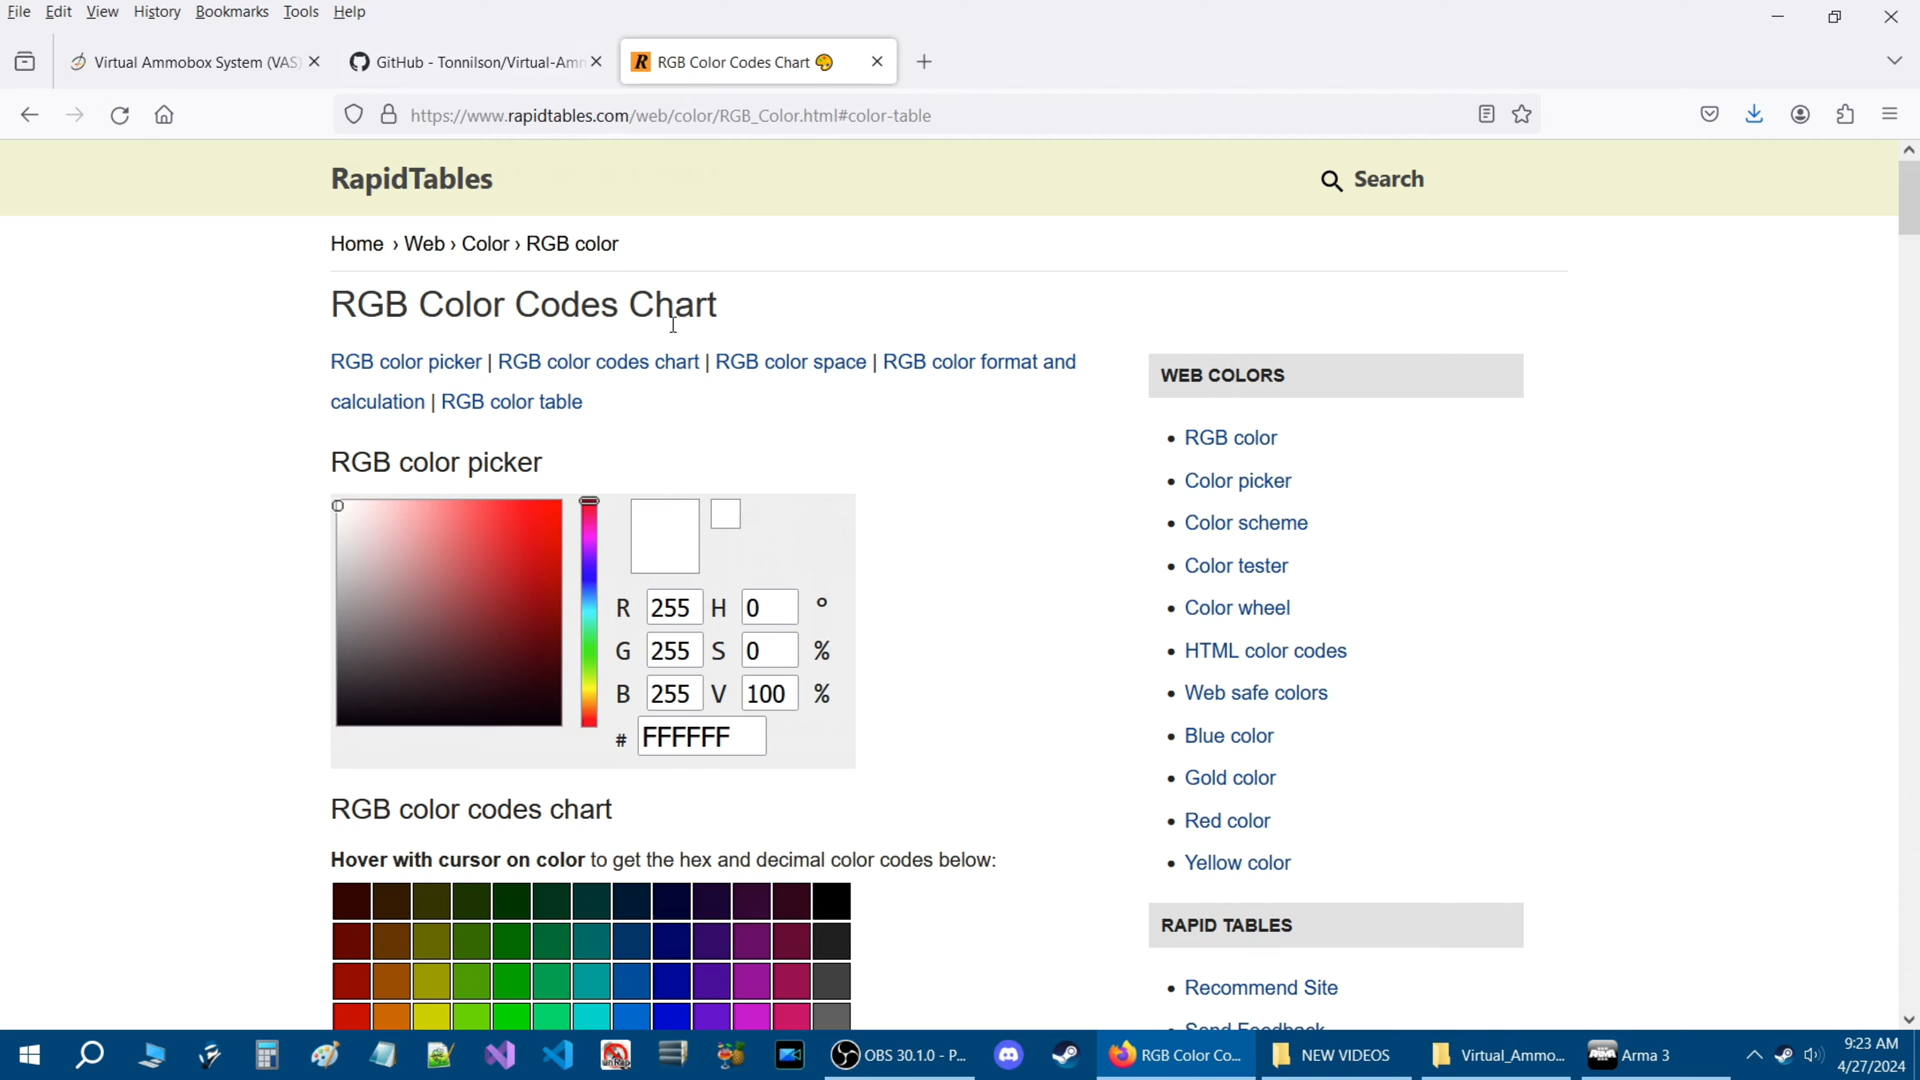 File Edit View History Bookmarks Tools Help
Virtual Ammobox System (VAS)
GitHub - Tonnilson/Virtual-Amm
RGB Color Codes Chart
https://www.rapidtables.com/web/color/RGB_Color.html#color-table
RapidTables
Search
Home › Web › Color › RGB color
RGB Color Codes Chart
RGB color picker | RGB color codes chart | RGB color space | RGB color format and
calculation | RGB color table
RGB color picker
R 255 H 0 °
G 255 S 0 %
B 255 V 100 %
# FFFFFF
RGB color codes chart
Hover with cursor on color to get the hex and decimal color codes below:
WEB COLORS
RGB color
Color picker
Color scheme
Color tester
Color wheel
HTML color codes
Web safe colors
Blue color
Gold color
Red color
Yellow color
RAPID TABLES
Recommend Site
Send Feedback
OBS 30.1.0 - P...
RGB Color Co...
NEW VIDEOS
Virtual_Ammo...
Arma 3
9:23 AM
4/27/2024